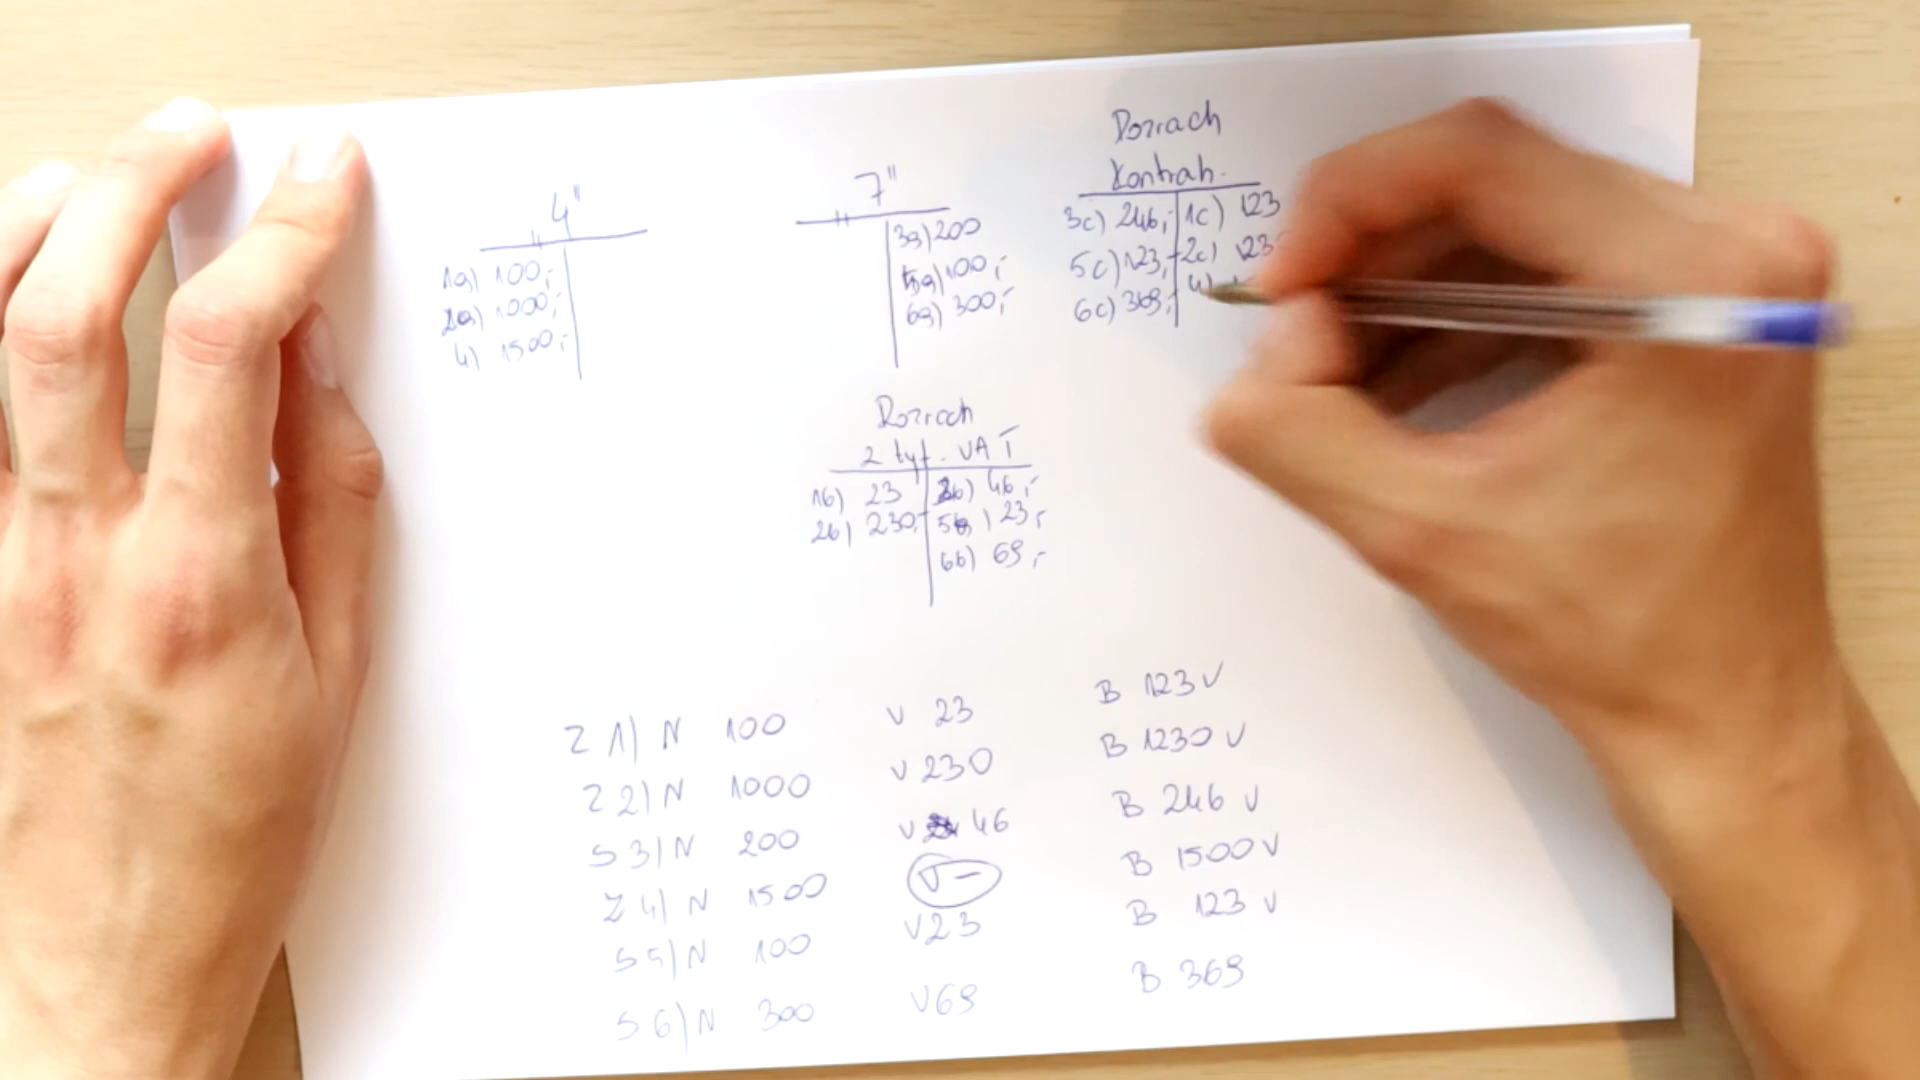 4"
1a) 100,-
2a) 1000,-
4) 1500,-
7"
3a) 200
5a) 100,-
6a) 300,-
Rozrach
Kontrah.
3c) 246,- 1c) 123
5c) 123,- 2c) 123
6c) 369,- 4)
Rozrach
z tyt. VAT
1b) 23 3b) 46,-
2b) 230,- 5b) 23,-
6b) 69,-
Z 1) N 100 V 23 B 123 V
Z 2) N 1000 V 230 B 1230 V
S 3) N 200 V 46 B 246 V
Z 4) N 1500 V - B 1500 V
S 5) N 100 V 23 B 123 V
S 6) N 300 V 69 B 369